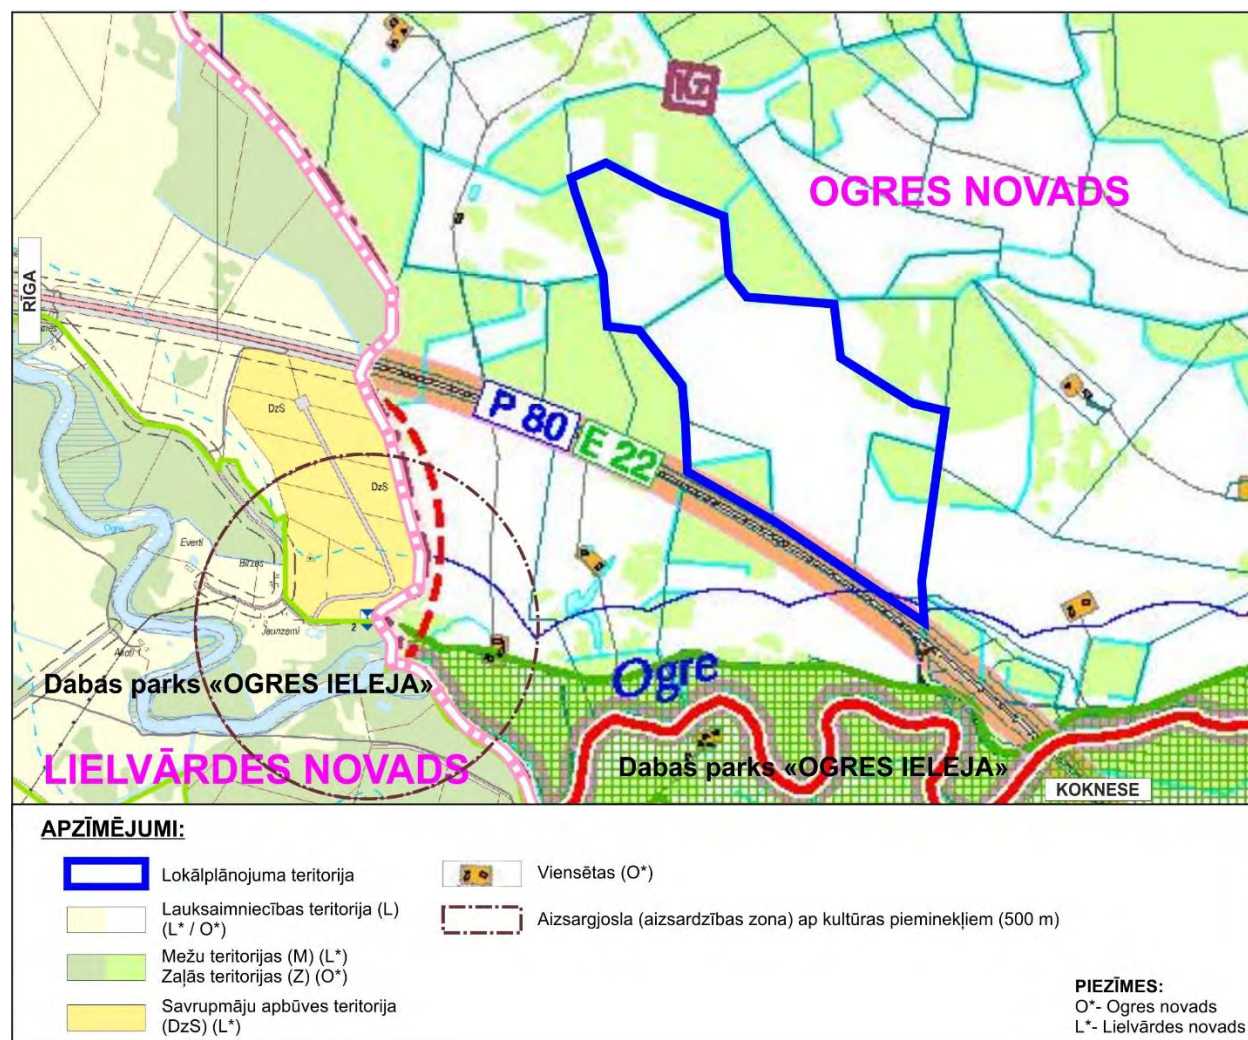 OGRES NOVADS
RĪGA
P 80
E 22
DzS
DzS
Ogre
Everti
Birzes
Jaunzemi
2
Ogre
Dabas parks «OGRES IELEJA»
LIELVĀRDES NOVADS
Dabas parks «OGRES IELEJA»
KOKNESE
APZĪMĒJUMI:
Lokālplānojuma teritorija
Lauksaimniecības teritorija (L)
(L* / O*)
Mežu teritorijas (M) (L*)
Zaļās teritorijas (Z) (O*)
Savrupmāju apbūves teritorija
(DzS) (L*)
Viensētas (O*)
Aizsargjosla (aizsardzības zona) ap kultūras pieminekļiem (500 m)
PIEZĪMES:
O*- Ogres novads
L*- Lielvārdes novads